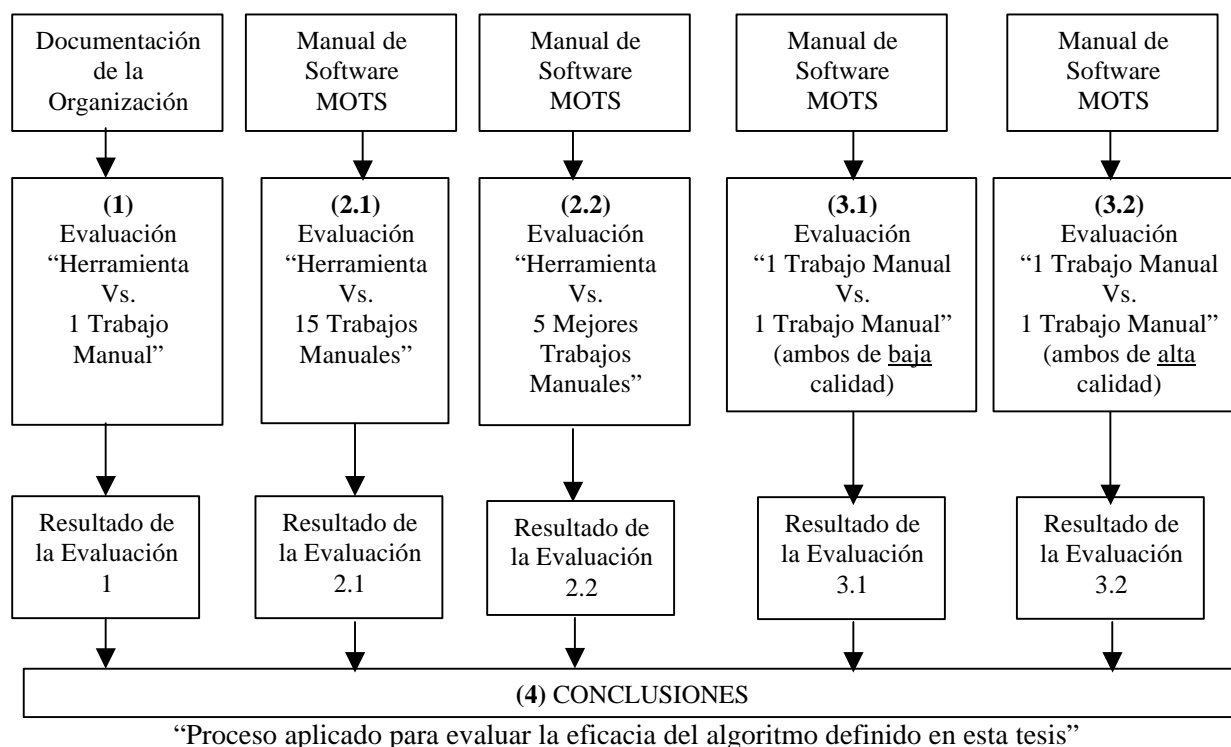 Documentación
de la
Organización
Manual de
Software
MOTS
Manual de
Software
MOTS
Manual de
Software
MOTS
Manual de
Software
MOTS
(1)
Evaluación
“Herramienta
Vs.
1 Trabajo
Manual”
(2.1)
Evaluación
“Herramienta
Vs.
15 Trabajos
Manuales”
(2.2)
Evaluación
“Herramienta
Vs.
5 Mejores
Trabajos
Manuales”
(3.1)
Evaluación
“1 Trabajo Manual
Vs.
1 Trabajo Manual”
(ambos de baja
calidad)
(3.2)
Evaluación
“1 Trabajo Manual
Vs.
1 Trabajo Manual”
(ambos de alta
calidad)
Resultado de
la Evaluación
1
Resultado de
la Evaluación
2.1
Resultado de
la Evaluación
2.2
Resultado de
la Evaluación
3.1
Resultado de
la Evaluación
3.2
(4) CONCLUSIONES
“Proceso aplicado para evaluar la eficacia del algoritmo definido en esta tesis”